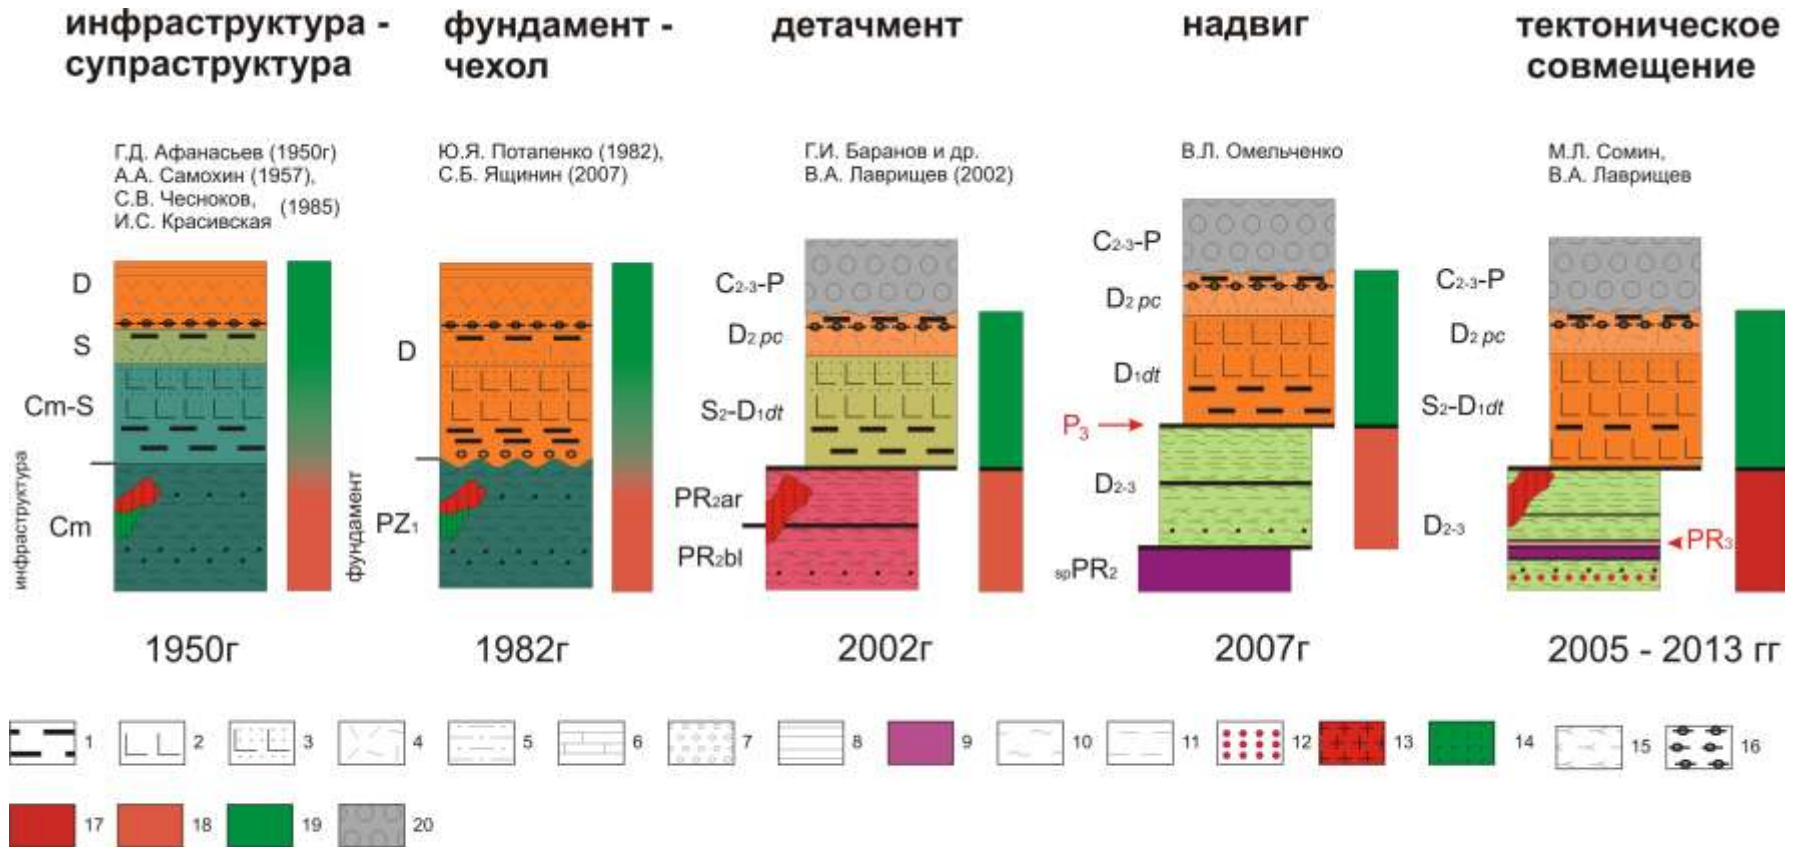 инфраструктура -
супраструктура
фундамент -
чехол
детачмент
надвиг
тектоническое
совмещение
Г.Д. Афанасьев (1950г)
А.А. Самохин (1957),
С.В. Чесноков,
И.С. Красивская
(1985)
Ю.Я. Потапенко (1982),
С.Б. Ящинин (2007)
Г.И. Баранов и др.
В.А. Лаврищев (2002)
В.Л. Омельченко
М.Л. Сомин,
В.А. Лаврищев
D
S
Cm-S
Cm
инфраструктура
D
PZ1
фундамент
C2-3-P
D2 pc
S2-D1dt
PR2ar
PR2bl
C2-3-P
D2 pc
D1dt
P3
D2-3
spPR2
C2-3-P
D2 pc
S2-D1dt
D2-3
PR3
1950г
1982г
2002г
2007г
2005 - 2013 гг
1 2 3 4 5 6 7 8 9 10 11 12 13 14 15 16
17 18 19 20